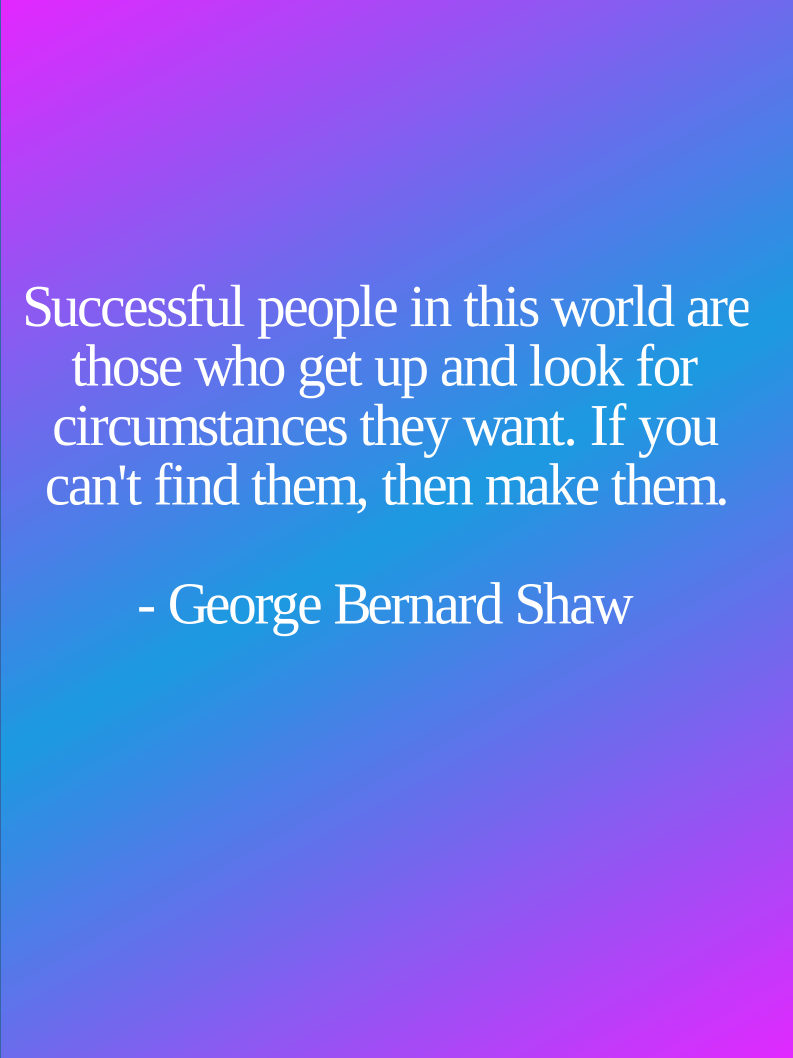 Successful people in this world are
those who get up and look for
circumstances they want. If you
can't find them, then make them.
- George Bernard Shaw